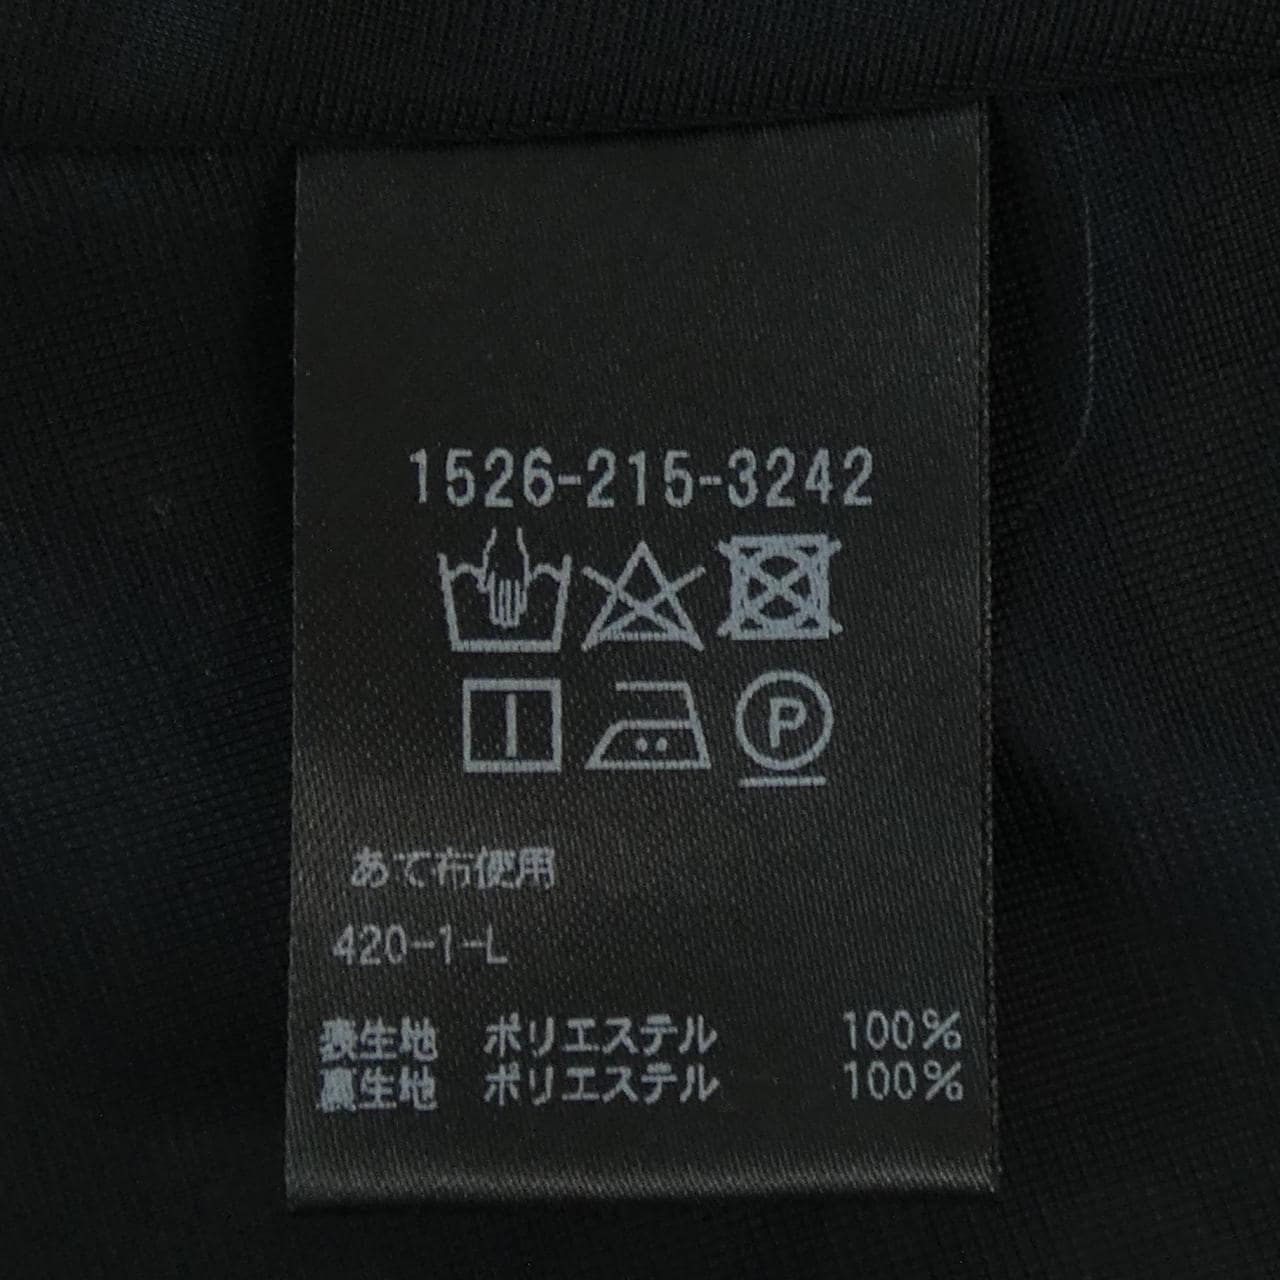 1526-215-3242
P
あて布使用
420-1-L
表生地 ポリエステル 100%
裏生地 ポリエステル 100%